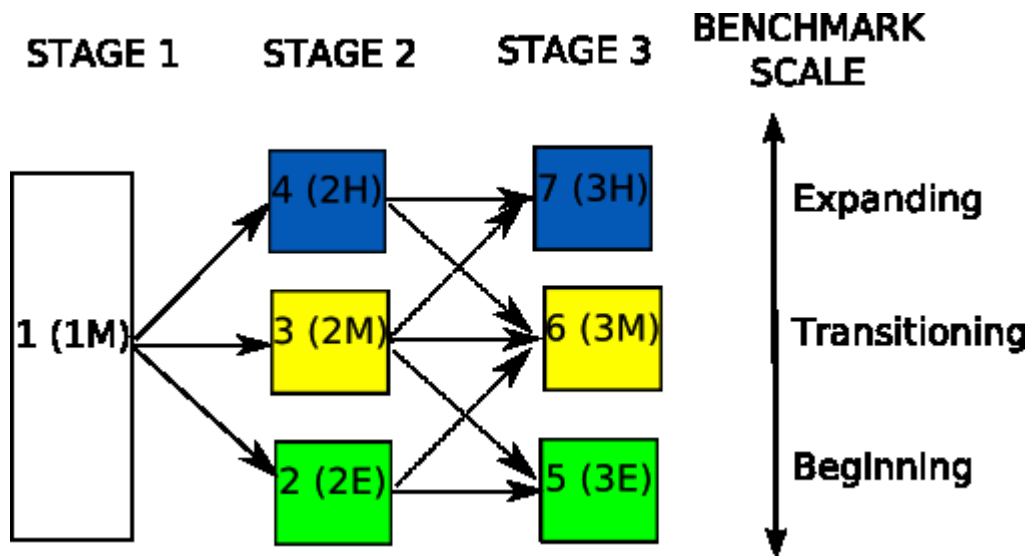 STAGE 1
STAGE 2
STAGE 3
BENCHMARK
SCALE
4 (2H)
7 (3H)
Expanding
1 (1M)
3 (2M)
6 (3M)
Transitioning
2 (2E)
5 (3E)
Beginning